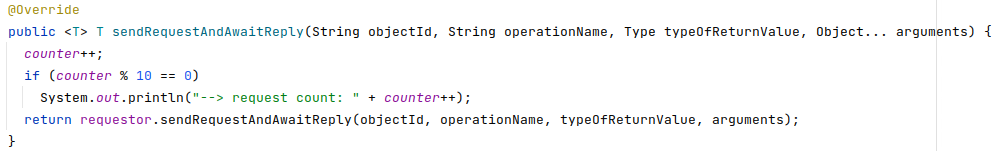 @Override
public <T> T sendRequestAndAwaitReply(String objectId, String operationName, Type typeOfReturnValue, Object... arguments) {
  counter++;
  if (counter % 10 == 0)
    System.out.println("--> request count: " + counter++);
  return requestor.sendRequestAndAwaitReply(objectId, operationName, typeOfReturnValue, arguments);
}